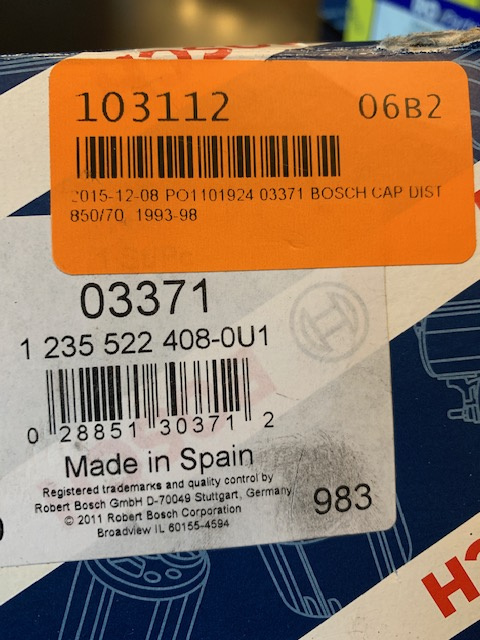 103112 06B2
2015-12-08 PO1101924 03371 BOSCH CAP DIST
850/70 1993-98
03371
1 235 522 408-0U1
0 28851 30371 2
Made in Spain
Registered trademarks and quality control by
Robert Bosch GmbH D-70049 Stuttgart, Germany
© 2011 Robert Bosch Corporation
Broadview IL 60155-4594
983
CH